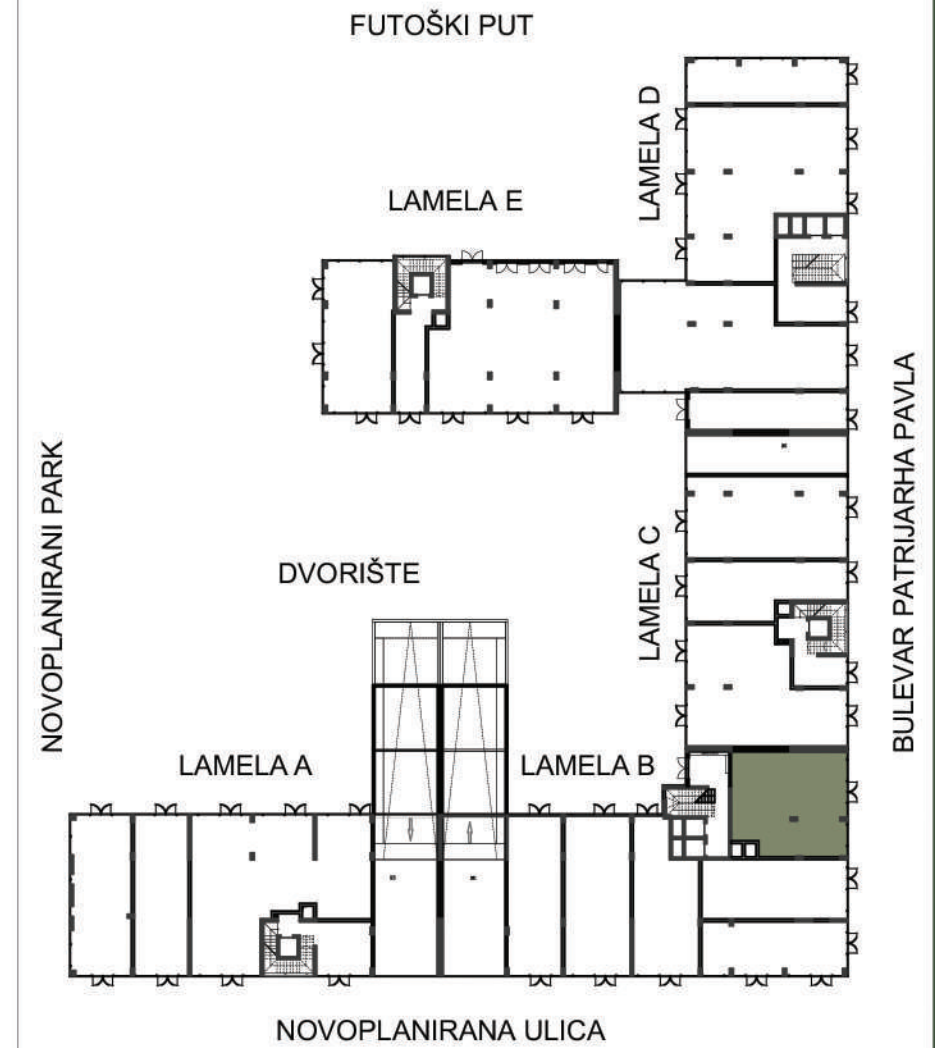 FUTOŠKI PUT
LAMELA D
LAMELA E
BULEVAR PATRIJARHA PAVLA
NOVOPLANIRANI PARK
LAMELA C
DVORIŠTE
LAMELA A
LAMELA B
NOVOPLANIRANA ULICA